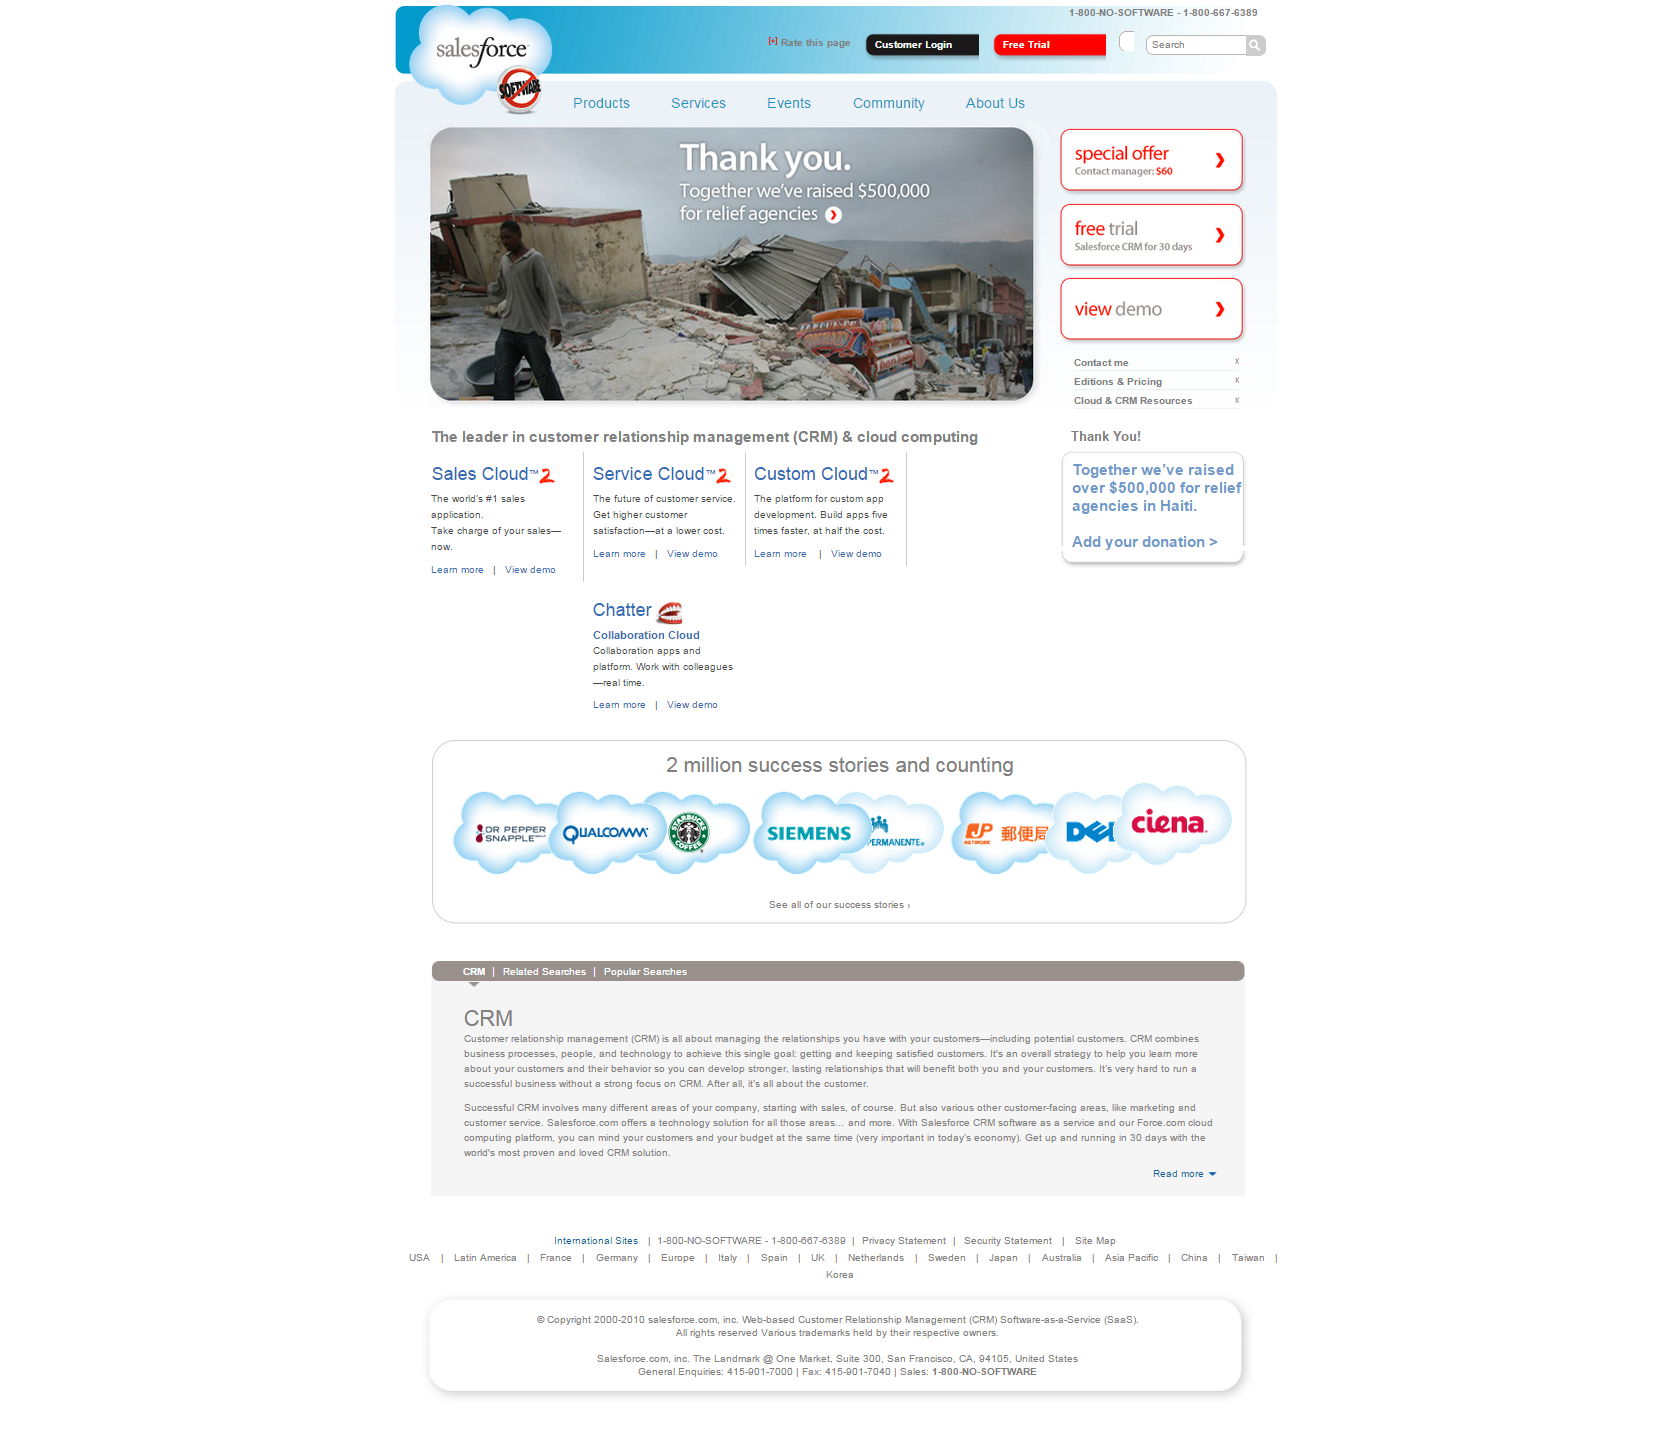 1-800-NO-SOFTWARE - 1-800-667-6389
salesforce
SOFTWARE
Rate this page
Customer Login
Free Trial
Search
Products Services Events Community About Us
Thank you.
Together we've raised $500,000
for relief agencies
special offer
Contact manager: $60
free trial
Salesforce CRM for 30 days
view demo
Contact me
Editions & Pricing
Cloud & CRM Resources
The leader in customer relationship management (CRM) & cloud computing
Sales Cloud™ 2
The world's #1 sales
application.
Take charge of your sales—
now.
Learn more | View demo
Service Cloud™ 2
The future of customer service.
Get higher customer
satisfaction—at a lower cost.
Learn more | View demo
Custom Cloud™ 2
The platform for custom app
development. Build apps five
times faster, at half the cost.
Learn more | View demo
Thank You!
Together we've raised
over $500,000 for relief
agencies in Haiti.
Add your donation >
Chatter
Collaboration Cloud
Collaboration apps and
platform. Work with colleagues
—real time.
Learn more | View demo
2 million success stories and counting
DR PEPPER
SNAPPLE
QUALCOMM
STARBUCKS
COFFEE
SIEMENS
PERMANENTE
JP
NETWORK
郵便局
DELL
ciena.
See all of our success stories ›
CRM | Related Searches | Popular Searches
CRM
Customer relationship management (CRM) is all about managing the relationships you have with your customers—including potential customers. CRM combines
business processes, people, and technology to achieve this single goal: getting and keeping satisfied customers. It's an overall strategy to help you learn more
about your customers and their behavior so you can develop stronger, lasting relationships that will benefit both you and your customers. It's very hard to run a
successful business without a strong focus on CRM. After all, it's all about the customer.
Successful CRM involves many different areas of your company, starting with sales, of course. But also various other customer-facing areas, like marketing and
customer service. Salesforce.com offers a technology solution for all those areas... and more. With Salesforce CRM software as a service and our Force.com cloud
computing platform, you can mind your customers and your budget at the same time (very important in today's economy). Get up and running in 30 days with the
world's most proven and loved CRM solution.
Read more
International Sites | 1-800-NO-SOFTWARE - 1-800-667-6389 | Privacy Statement | Security Statement | Site Map
USA | Latin America | France | Germany | Europe | Italy | Spain | UK | Netherlands | Sweden | Japan | Australia | Asia Pacific | China | Taiwan |
Korea
© Copyright 2000-2010 salesforce.com, inc. Web-based Customer Relationship Management (CRM) Software-as-a-Service (SaaS).
All rights reserved Various trademarks held by their respective owners.
Salesforce.com, inc. The Landmark @ One Market, Suite 300, San Francisco, CA, 94105, United States
General Enquiries: 415-901-7000 | Fax: 415-901-7040 | Sales: 1-800-NO-SOFTWARE